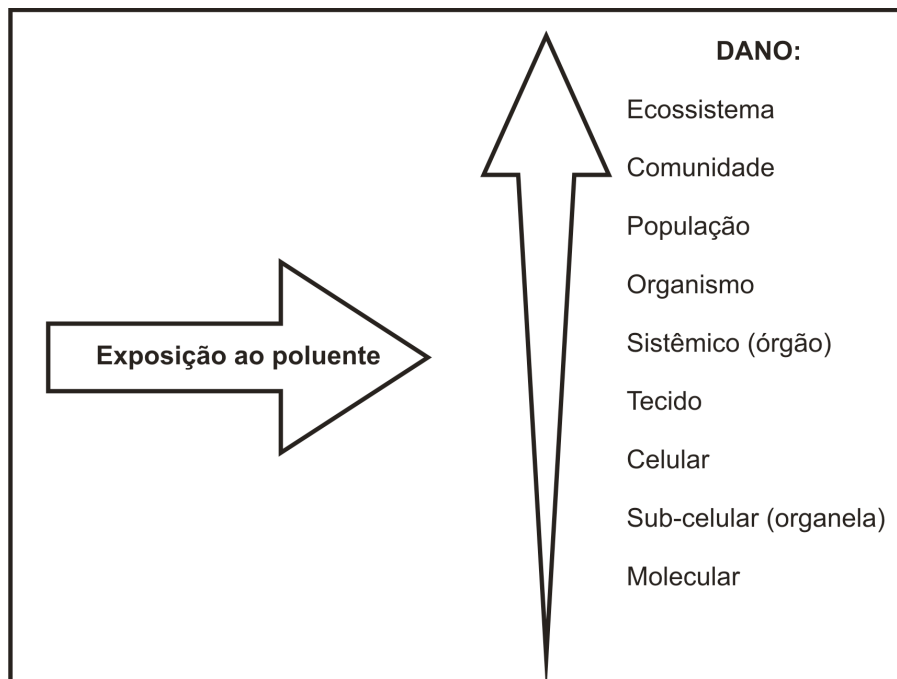 DANO:
Ecossistema
Comunidade
População
Organismo
Exposição ao poluente
Sistêmico (órgão)
Tecido
Celular
Sub-celular (organela)
Molecular